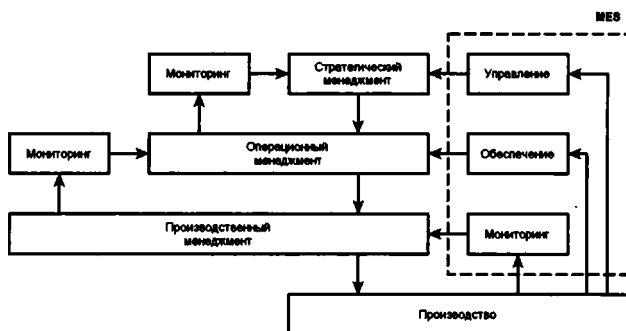 MES
Мониторинг
Стратегический
менеджмент
Управление
Мониторинг
Операционный
менеджмент
Обеспечение
Производственный
менеджмент
Мониторинг
Производство